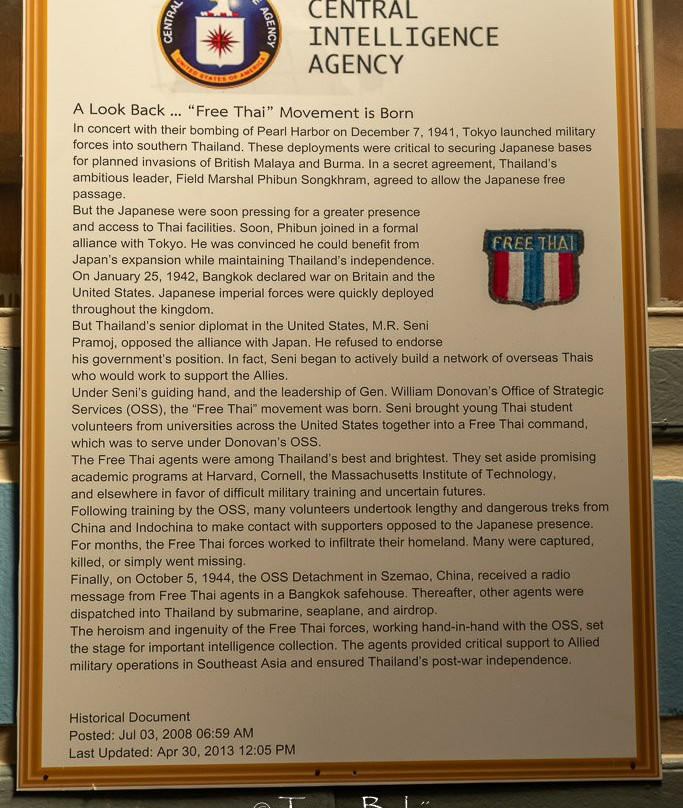 CENTRAL
INTELLIGENCE
AGENCY
CENTRAL
AGENCY
UNITED STATES OF AMERICA
A Look Back ... “Free Thai” Movement is Born
In concert with their bombing of Pearl Harbor on December 7, 1941, Tokyo launched military
forces into southern Thailand. These deployments were critical to securing Japanese bases
for planned invasions of British Malaya and Burma. In a secret agreement, Thailand’s
ambitious leader, Field Marshal Phibun Songkhram, agreed to allow the Japanese free
passage.
But the Japanese were soon pressing for a greater presence
and access to Thai facilities. Soon, Phibun joined in a formal
alliance with Tokyo. He was convinced he could benefit from
Japan’s expansion while maintaining Thailand’s independence.
On January 25, 1942, Bangkok declared war on Britain and the
United States. Japanese imperial forces were quickly deployed
throughout the kingdom.
FREE THAI
But Thailand’s senior diplomat in the United States, M.R. Seni
Pramoj, opposed the alliance with Japan. He refused to endorse
his government’s position. In fact, Seni began to actively build a network of overseas Thais
who would work to support the Allies.
Under Seni’s guiding hand, and the leadership of Gen. William Donovan’s Office of Strategic
Services (OSS), the “Free Thai” movement was born. Seni brought young Thai student
volunteers from universities across the United States together into a Free Thai command,
which was to serve under Donovan’s OSS.
The Free Thai agents were among Thailand’s best and brightest. They set aside promising
academic programs at Harvard, Cornell, the Massachusetts Institute of Technology,
and elsewhere in favor of difficult military training and uncertain futures.
Following training by the OSS, many volunteers undertook lengthy and dangerous treks from
China and Indochina to make contact with supporters opposed to the Japanese presence.
For months, the Free Thai forces worked to infiltrate their homeland. Many were captured,
killed, or simply went missing.
Finally, on October 5, 1944, the OSS Detachment in Szemao, China, received a radio
message from Free Thai agents in a Bangkok safehouse. Thereafter, other agents were
dispatched into Thailand by submarine, seaplane, and airdrop.
The heroism and ingenuity of the Free Thai forces, working hand-in-hand with the OSS, set
the stage for important intelligence collection. The agents provided critical support to Allied
military operations in Southeast Asia and ensured Thailand’s post-war independence.
Historical Document
Posted: Jul 03, 2008 06:59 AM
Last Updated: Apr 30, 2013 12:05 PM